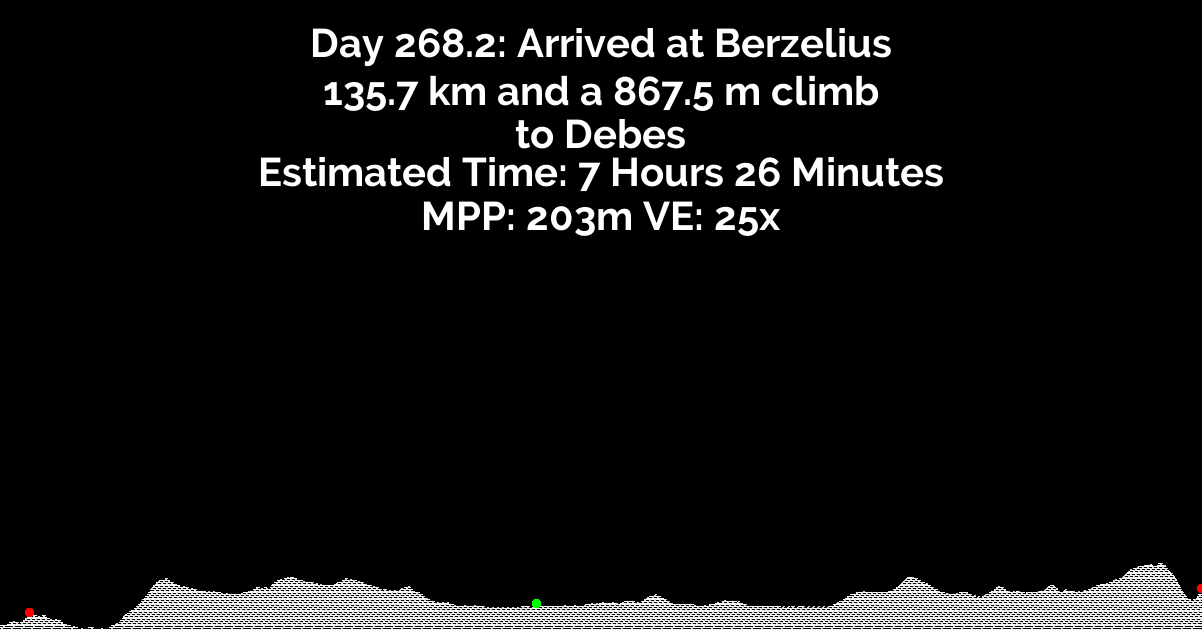 Day 268.2: Arrived at Berzelius
135.7 km and a 867.5 m climb
to Debes
Estimated Time: 7 Hours 26 Minutes
MPP: 203m VE: 25x